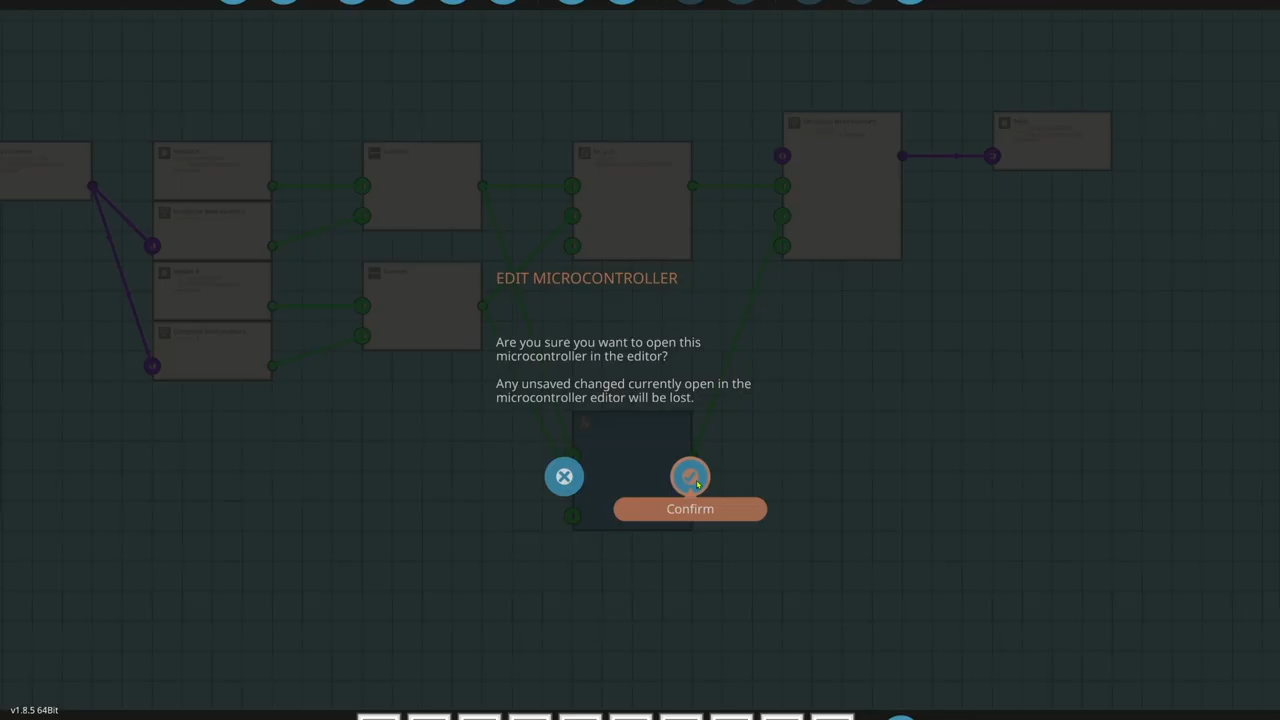 EDIT MICROCONTROLLER
Are you sure you want to open this
microcontroller in the editor?
Any unsaved changed currently open in the
microcontroller editor will be lost.
Confirm
v1.8.5 64Bit